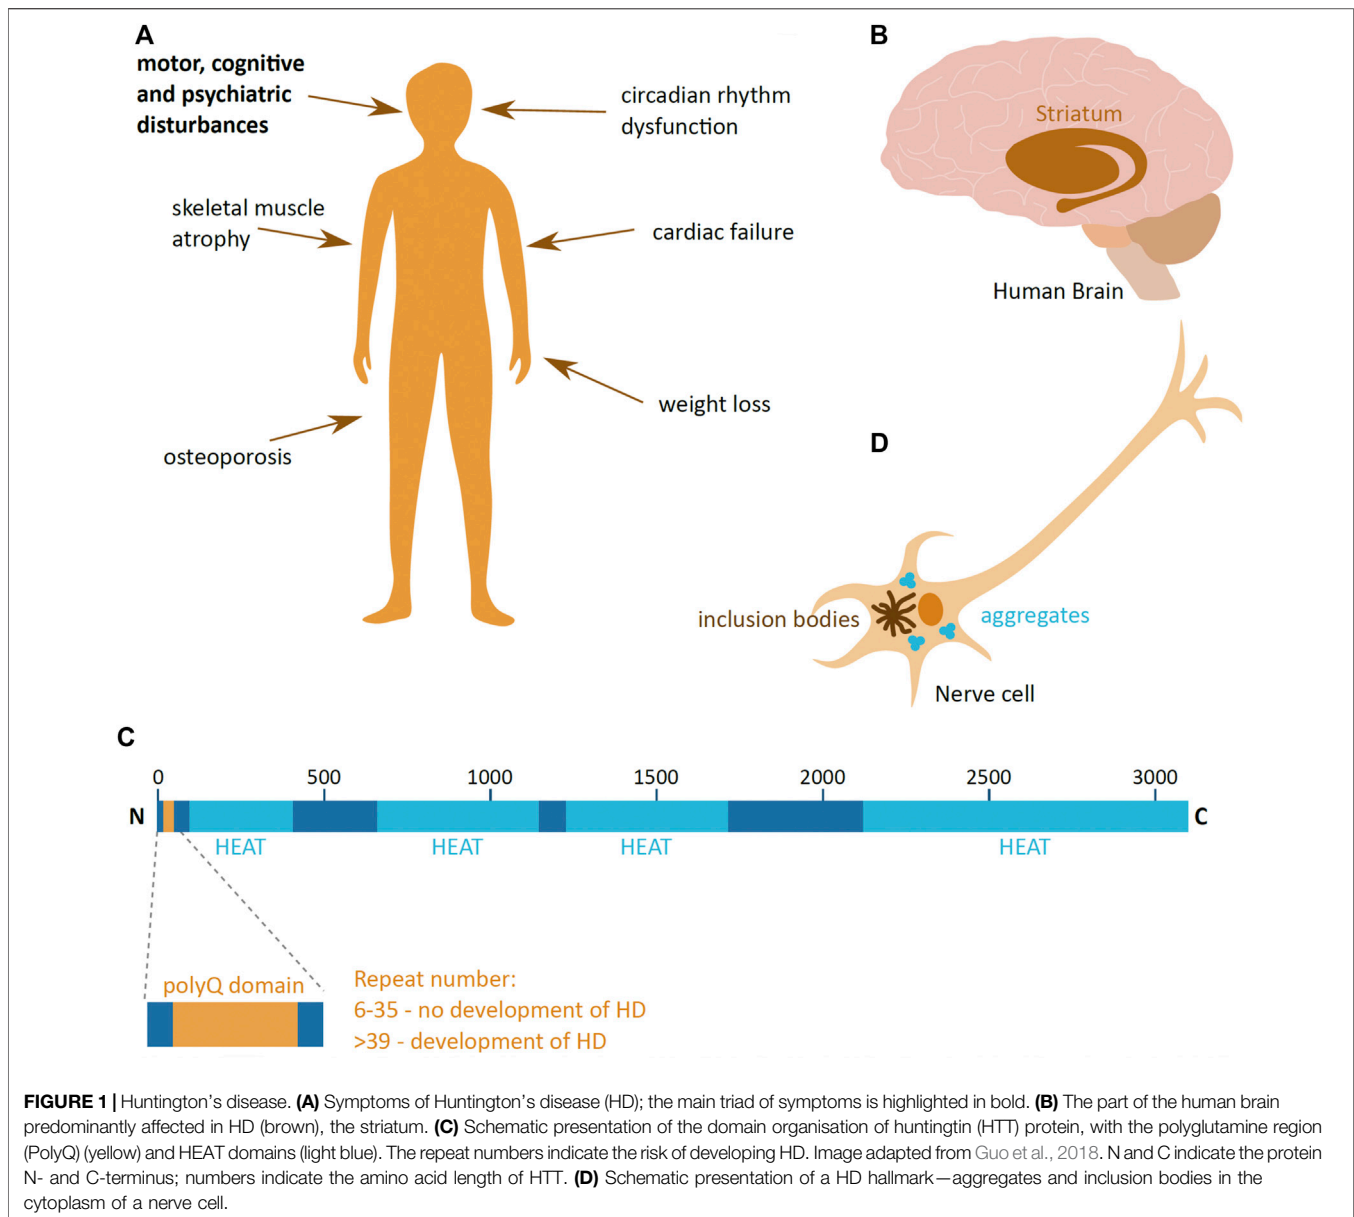 A
motor, cognitive
and psychiatric
disturbances
circadian rhythm
dysfunction
skeletal muscle
atrophy
cardiac failure
weight loss
osteoporosis
B
Striatum
Human Brain
D
inclusion bodies
aggregates
Nerve cell
C
0 500 1000 1500 2000 2500 3000
N C
HEAT HEAT HEAT HEAT
polyQ domain
Repeat number:
6-35 - no development of HD
>39 - development of HD
FIGURE 1 | Huntington’s disease. (A) Symptoms of Huntington’s disease (HD); the main triad of symptoms is highlighted in bold. (B) The part of the human brain
predominantly affected in HD (brown), the striatum. (C) Schematic presentation of the domain organisation of huntingtin (HTT) protein, with the polyglutamine region
(PolyQ) (yellow) and HEAT domains (light blue). The repeat numbers indicate the risk of developing HD. Image adapted from Guo et al., 2018. N and C indicate the protein
N- and C-terminus; numbers indicate the amino acid length of HTT. (D) Schematic presentation of a HD hallmark—aggregates and inclusion bodies in the
cytoplasm of a nerve cell.